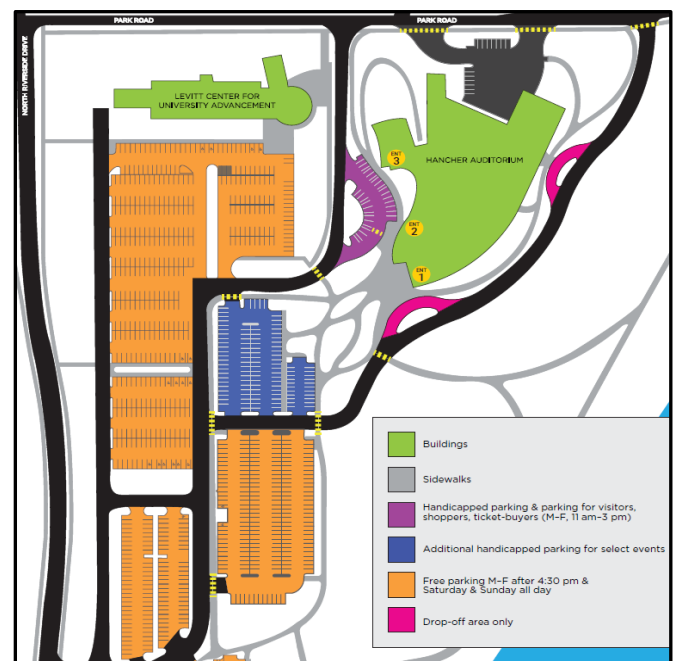 PARK ROAD
PARK ROAD
NORTH RIVERSIDE DRIVE
LEVITT CENTER FOR
UNIVERSITY ADVANCEMENT
ENT
3
HANCHER AUDITORIUM
ENT
2
ENT
1
Buildings
Sidewalks
Handicapped parking & parking for visitors,
shoppers, ticket-buyers (M–F, 11 am–3 pm)
Additional handicapped parking for select events
Free parking M–F after 4:30 pm &
Saturday & Sunday all day
Drop-off area only